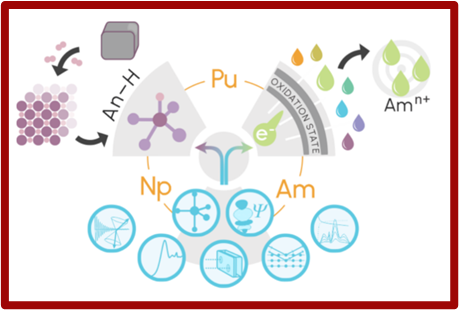 An–H
Pu
OXIDATION STATE
e-
Amⁿ⁺
Np
Am
Ψ